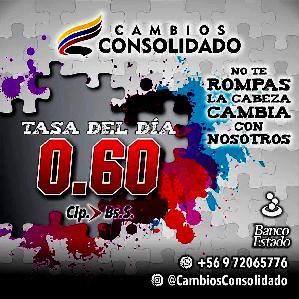 CAMBIOS
CONSOLIDADO
NO TE
ROMPAS
LA CABEZA
CAMBIA
CON
NOSOTROS
TASA DEL DÍA
0.60
Clp. > Bs.S.
Banco
Estado
+56 9 72065776
@CambiosConsolidado